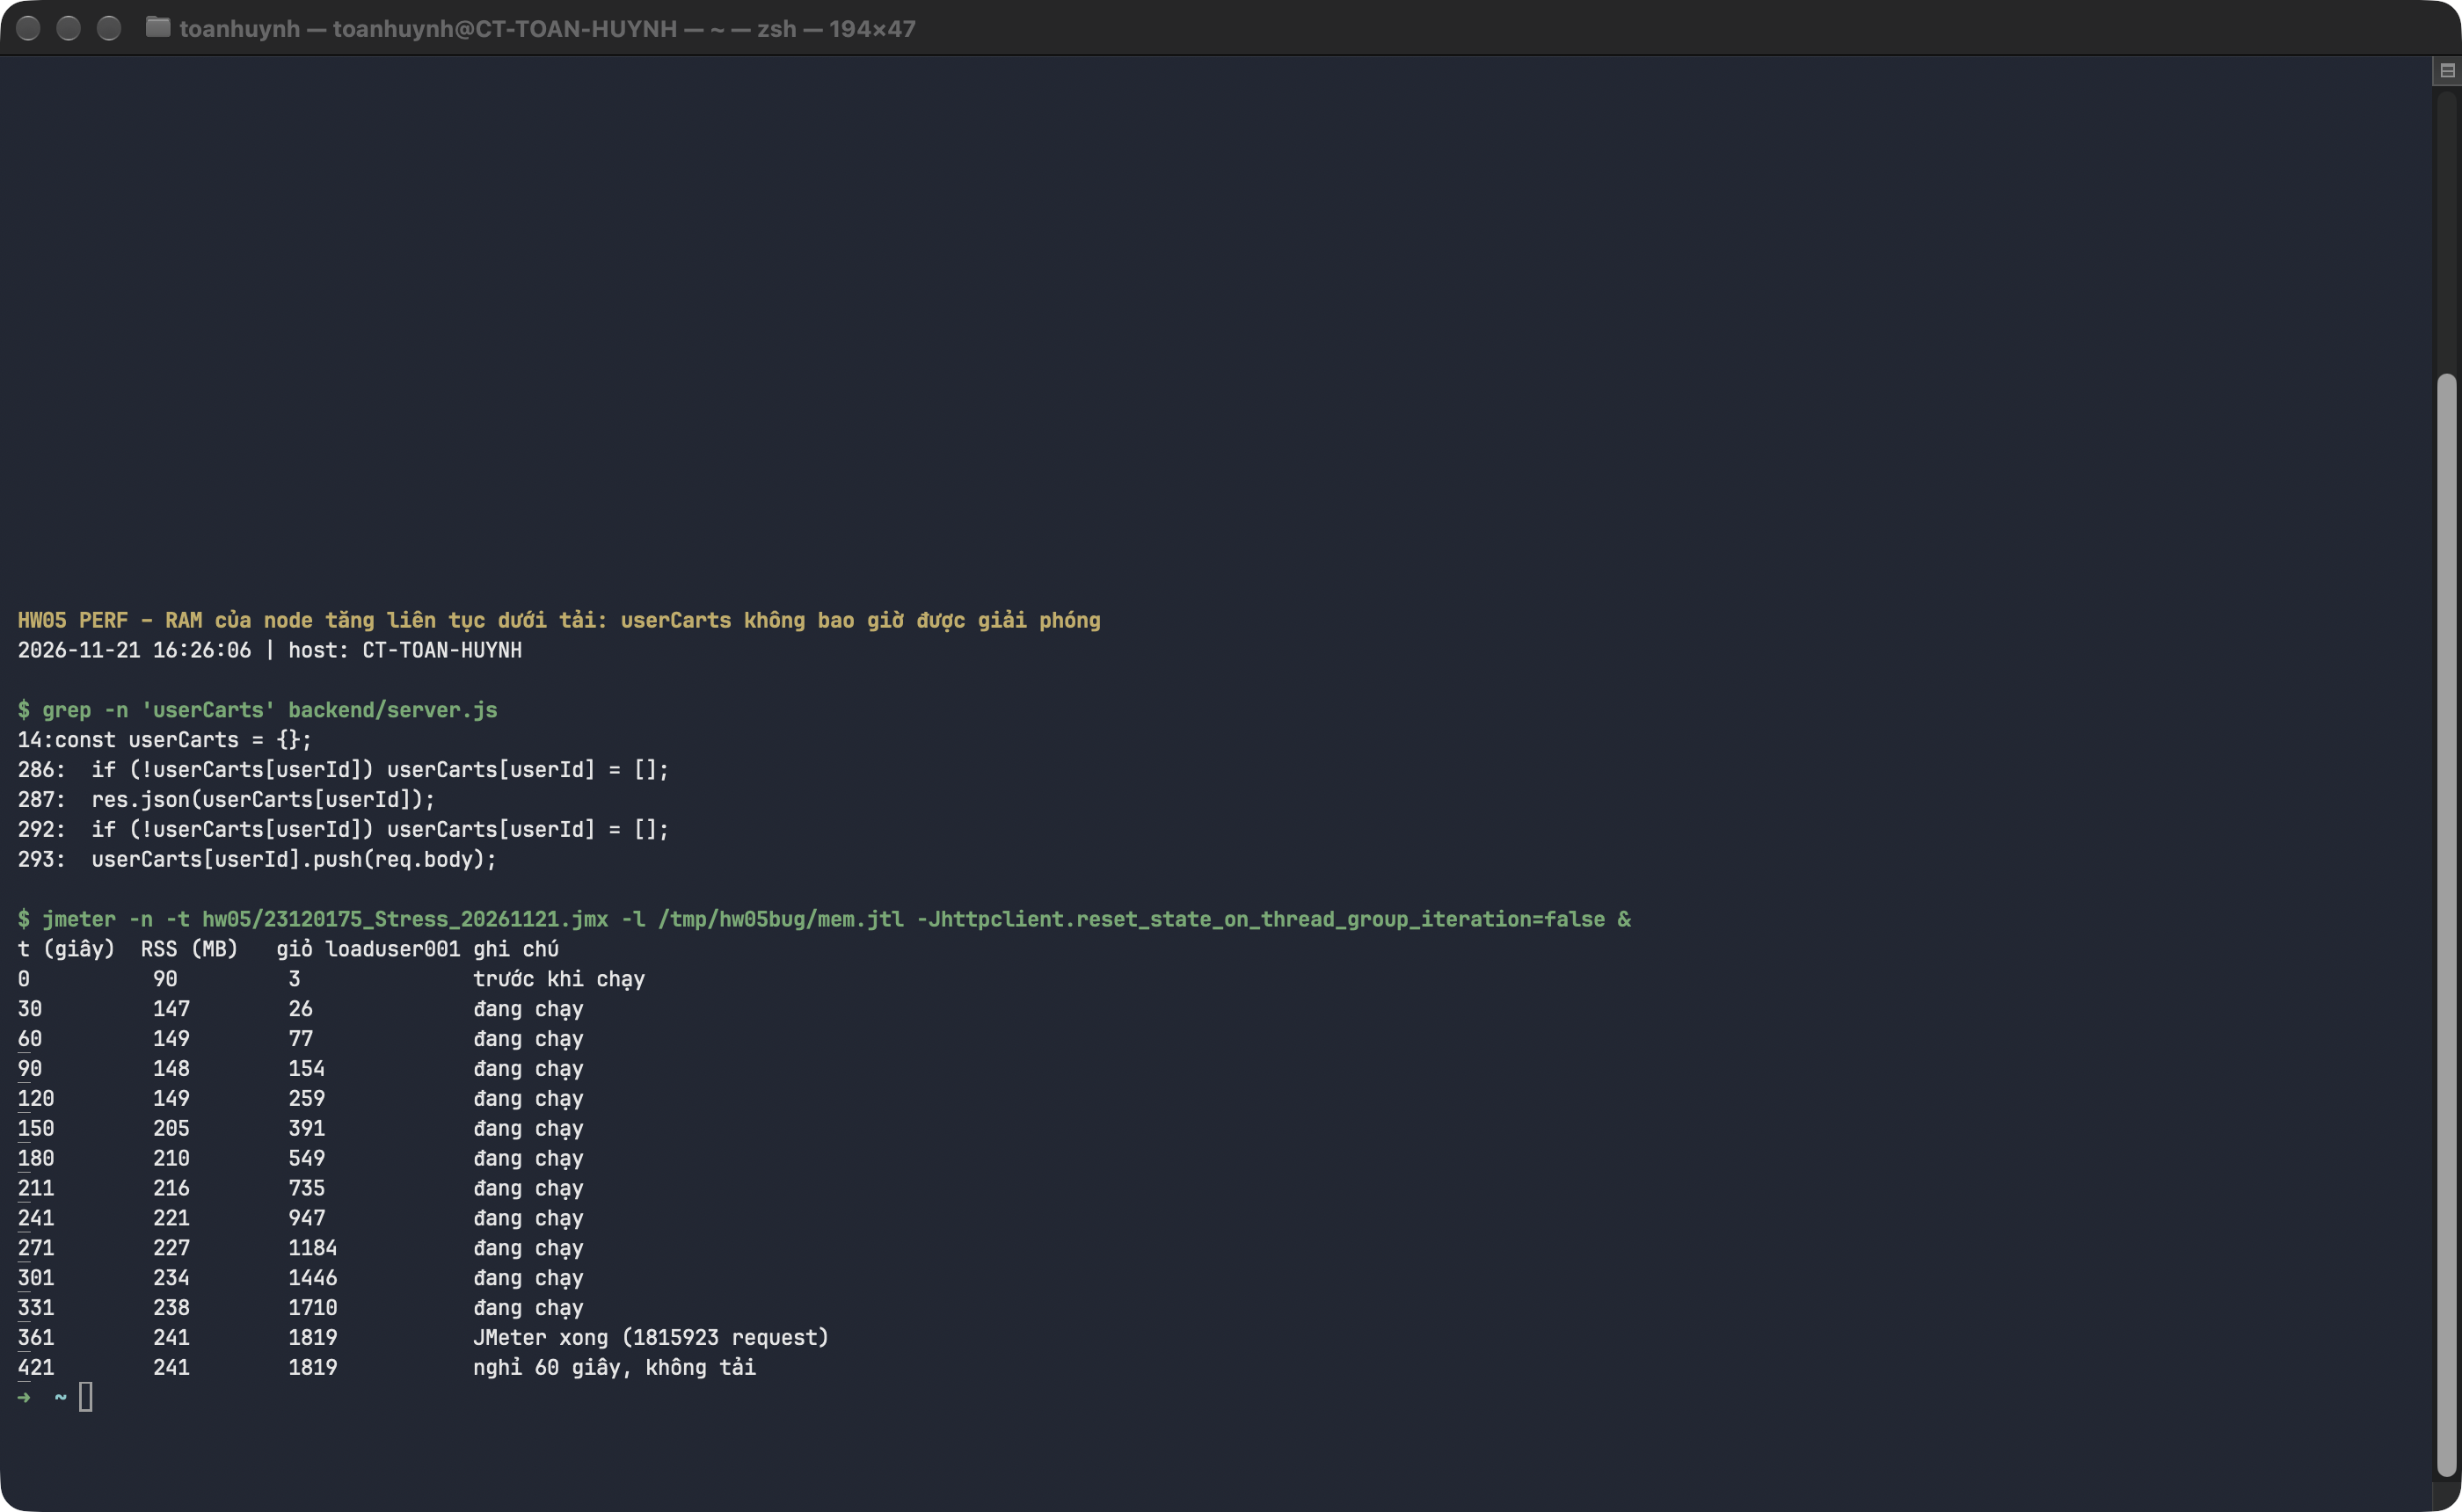 toanhuynh — toanhuynh@CT-TOAN-HUYNH — ~ — zsh — 194×47
HW05 PERF - RAM của node tăng liên tục dưới tải: userCarts không bao giờ được giải phóng
2026-11-21 16:26:06 | host: CT-TOAN-HUYNH
$ grep -n 'userCarts' backend/server.js
14:const userCarts = {};
286:  if (!userCarts[userId]) userCarts[userId] = [];
287:  res.json(userCarts[userId]);
292:  if (!userCarts[userId]) userCarts[userId] = [];
293:  userCarts[userId].push(req.body);
$ jmeter -n -t hw05/23120175_Stress_20261121.jmx -l /tmp/hw05bug/mem.jtl -Jhttpclient.reset_state_on_thread_group_iteration=false &
t (giây)  RSS (MB)   giỏ loaduser001 ghi chú
0          90         3              trước khi chạy
30         147        26             đang chạy
60         149        77             đang chạy
90         148        154            đang chạy
120        149        259            đang chạy
150        205        391            đang chạy
180        210        549            đang chạy
211        216        735            đang chạy
241        221        947            đang chạy
271        227        1184           đang chạy
301        234        1446           đang chạy
331        238        1710           đang chạy
361        241        1819           JMeter xong (1815923 request)
421        241        1819           nghỉ 60 giây, không tải
➜  ~